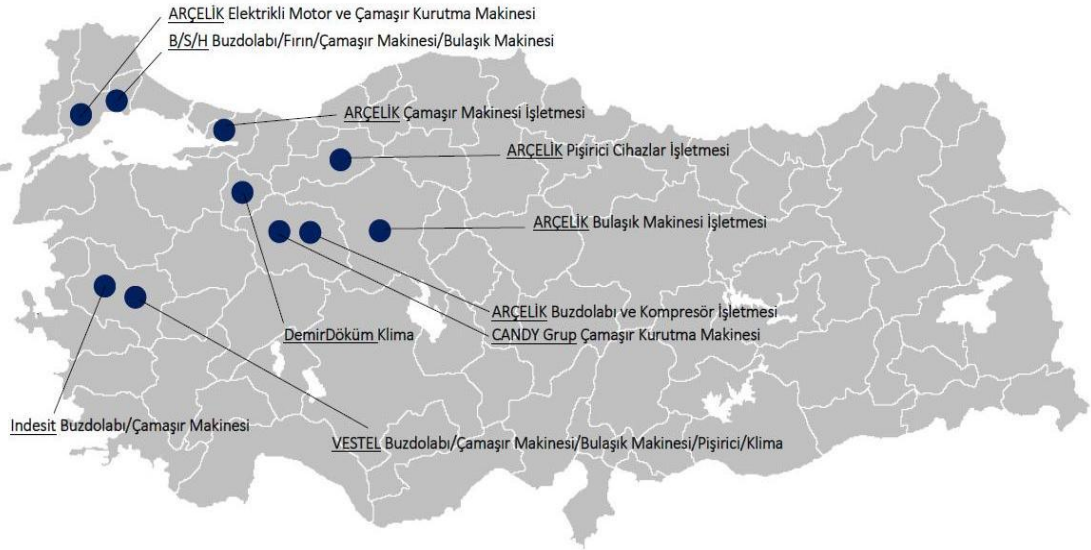 ARÇELİK Elektrikli Motor ve Çamaşır Kurutma Makinesi
B/S/H Buzdolabı/Fırın/Çamaşır Makinesi/Bulaşık Makinesi
ARÇELİK Çamaşır Makinesi İşletmesi
ARÇELİK Pişirici Cihazlar İşletmesi
ARÇELİK Bulaşık Makinesi İşletmesi
ARÇELİK Buzdolabı ve Kompresör İşletmesi
DemirDöküm Klima
CANDY Grup Çamaşır Kurutma Makinesi
Indesit Buzdolabı/Çamaşır Makinesi
VESTEL Buzdolabı/Çamaşır Makinesi/Bulaşık Makinesi/Pişirici/Klima